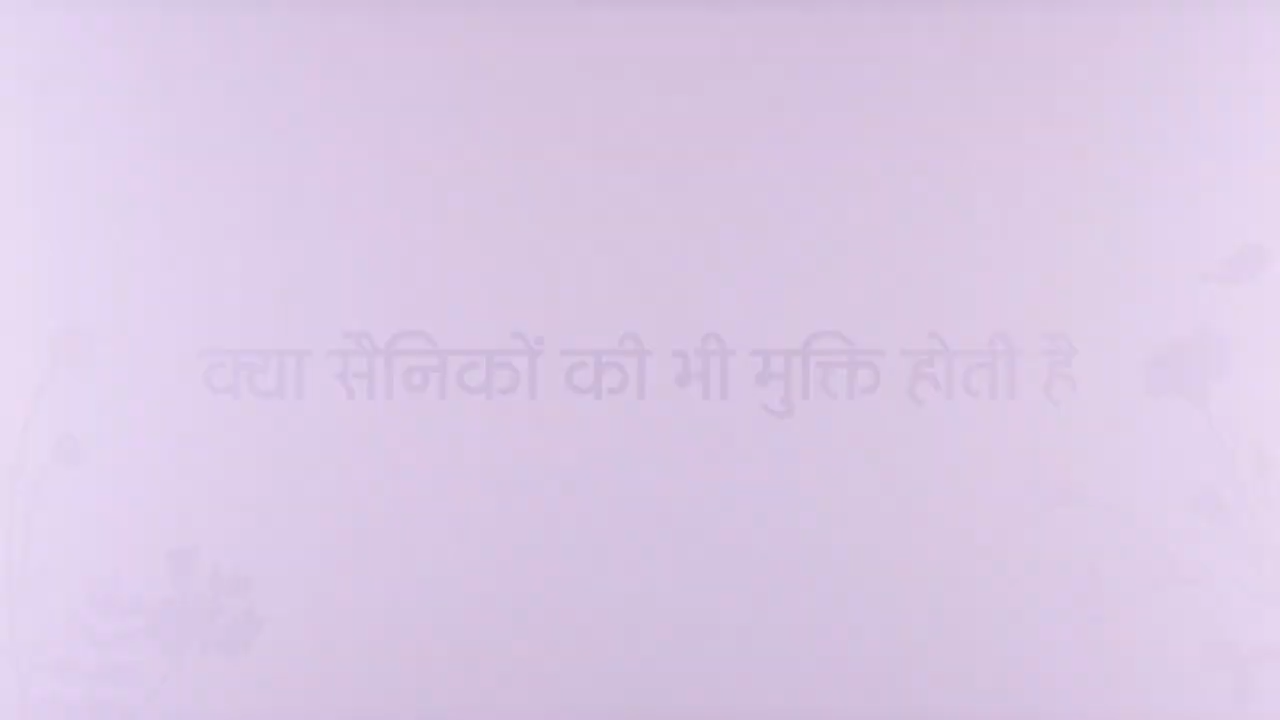 क्या सैनिकों की भी मुक्ति होती है